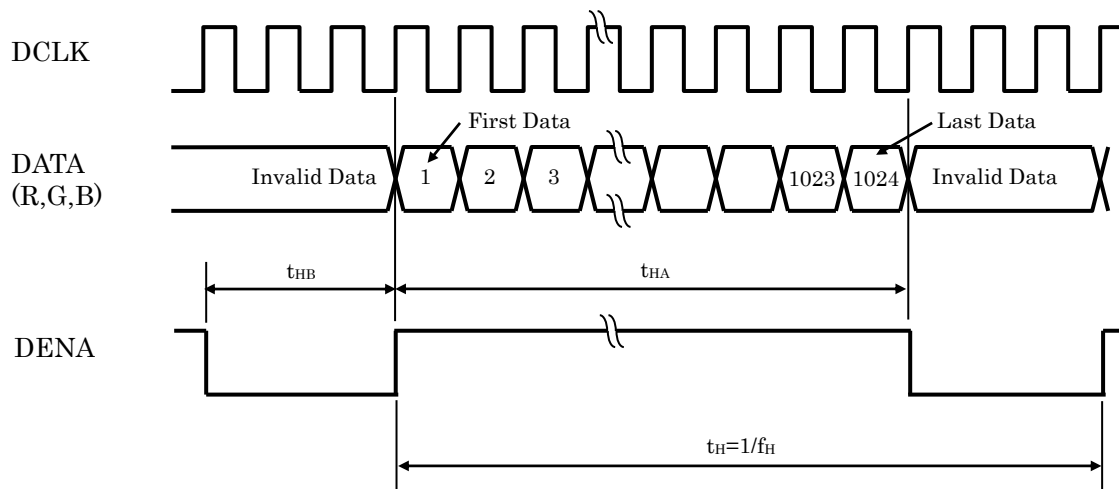 DCLK
First Data
Last Data
DATA
(R,G,B)
Invalid Data 1 2 3 1023 1024 Invalid Data
tHB
tHA
DENA
tH=1/fH